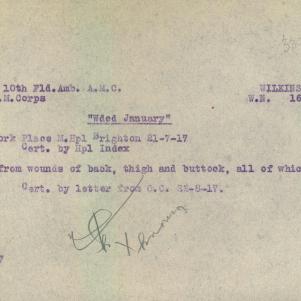 10th Fld.Amb. A.M.C. WILKINS
.M.Corps W.N. 16
"Wded January"
ork Place M.Hpl Brighton 21-7-17
Cert. by Hpl Index
from wounds of back, thigh and buttock, all of whic
Cert. by letter from O.C. 22-8-17.
7